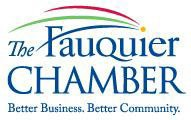 The Fauquier
CHAMBER
Better Business. Better Community.